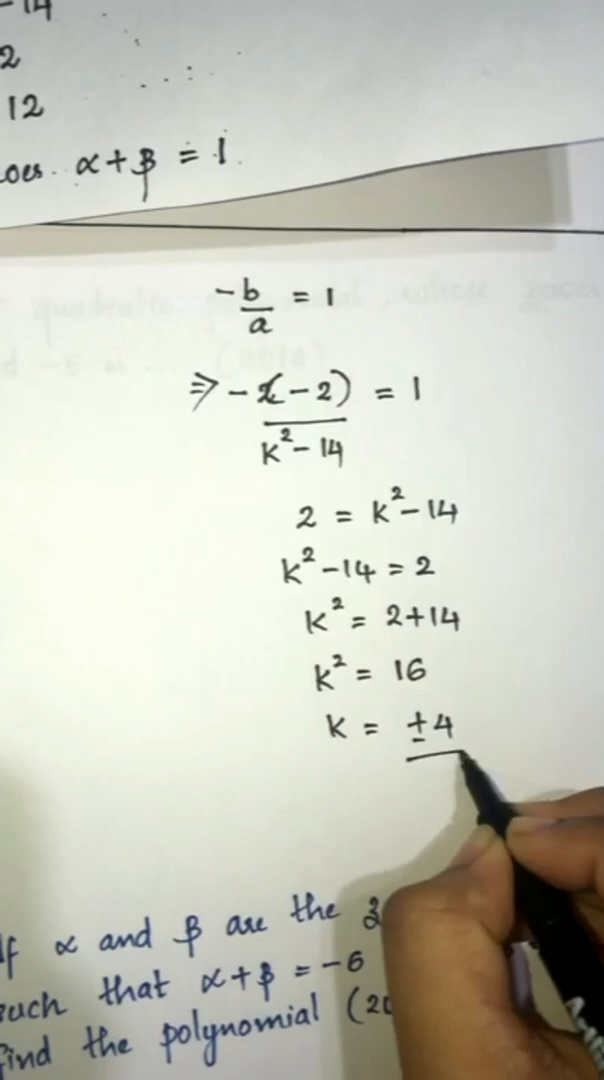 -14
2
12
α+β = 1
-b/a = 1
⇒ -(-2)/k²-14 = 1
2 = k²-14
k²-14 = 2
k² = 2+14
k² = 16
k = ±4
If α and β are the
such that α+β = -6
find the polynomial